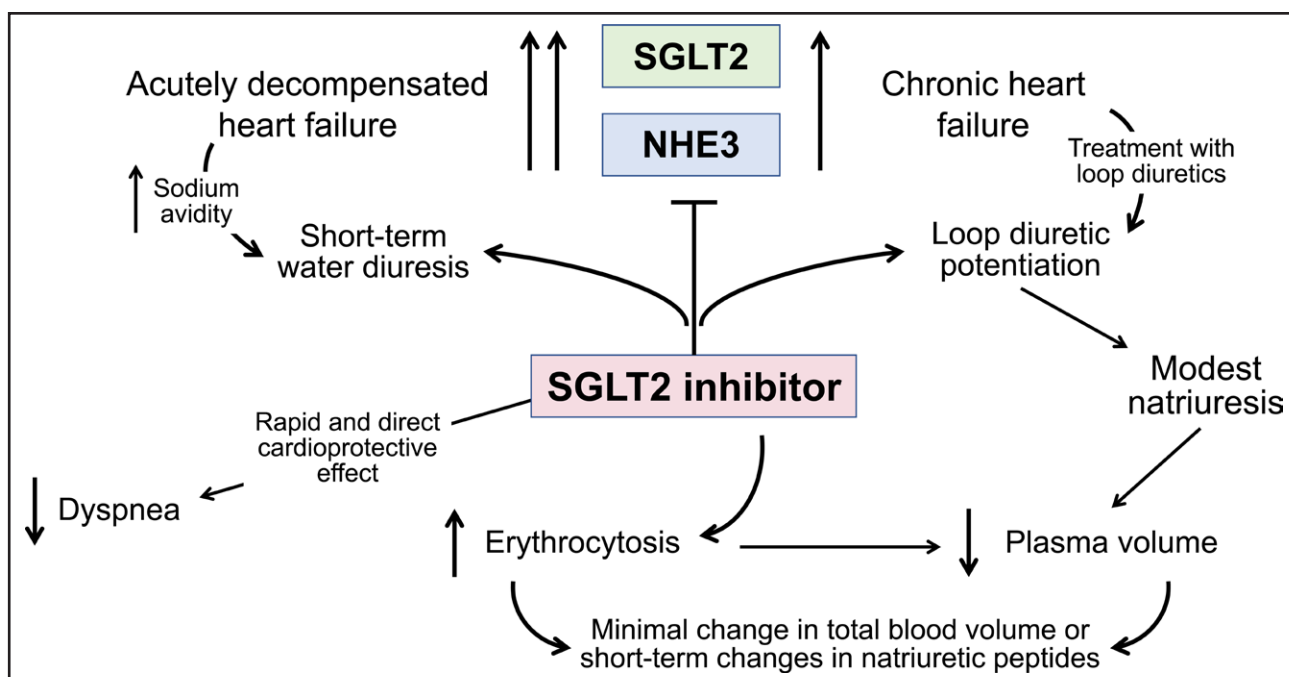 SGLT2
NHE3
Acutely decompensated
heart failure
Chronic heart
failure
Sodium
avidity
Treatment with
loop diuretics
Short-term
water diuresis
Loop diuretic
potentiation
SGLT2 inhibitor
Modest
natriuresis
Rapid and direct
cardioprotective
effect
Dyspnea
Erythrocytosis
Plasma volume
Minimal change in total blood volume or
short-term changes in natriuretic peptides